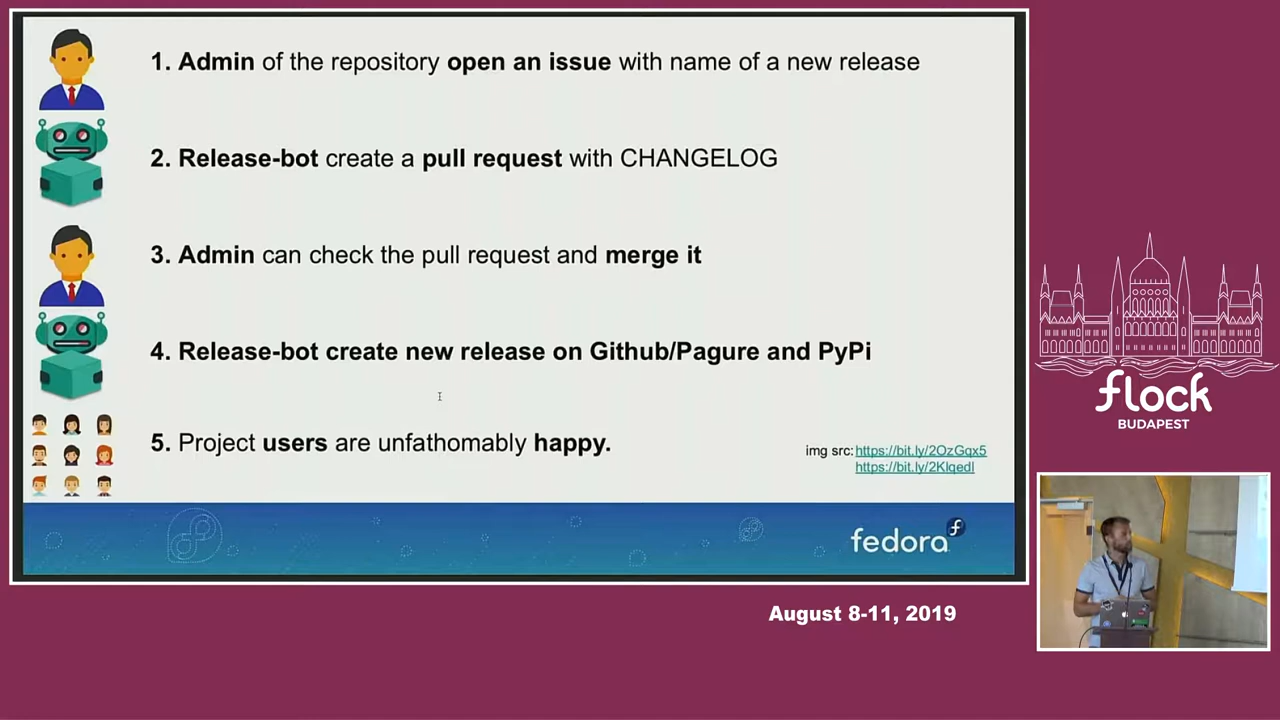 1. Admin of the repository open an issue with name of a new release
2. Release-bot create a pull request with CHANGELOG
3. Admin can check the pull request and merge it
4. Release-bot create new release on Github/Pagure and PyPi
5. Project users are unfathomably happy.
img src: https://bit.ly/2OzGqx5
https://bit.ly/2Klqedl
fedora
flock
BUDAPEST
August 8-11, 2019